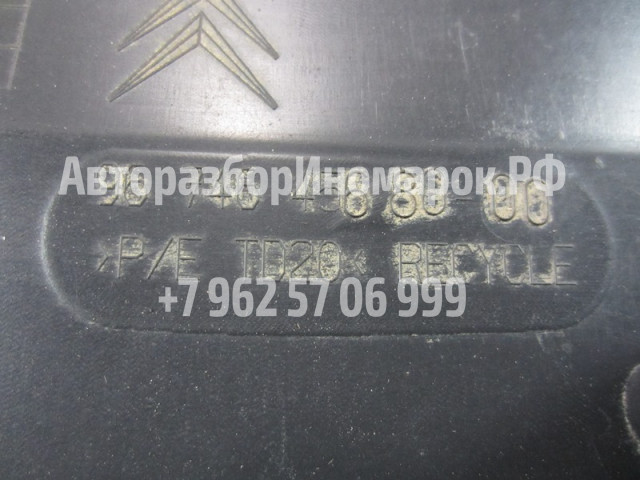 АвторазборИномарок.РФ
P/E TD20 RECYCLE
+7 962 57 06 999